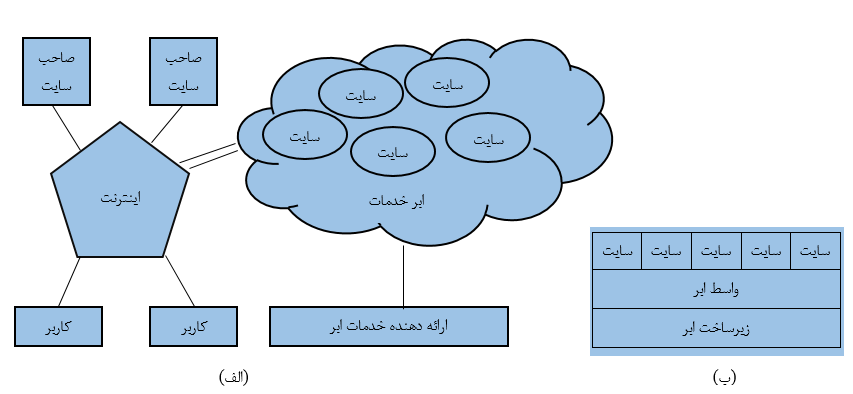 صاحب
سایت
صاحب
سایت
اینترنت
کاربر
کاربر
سایت
سایت
سایت
سایت
سایت
ابر خدمات
ارائه دهنده خدمات ابر
(الف)
سایت
سایت
سایت
سایت
سایت
واسط ابر
زیرساخت ابر
(ب)